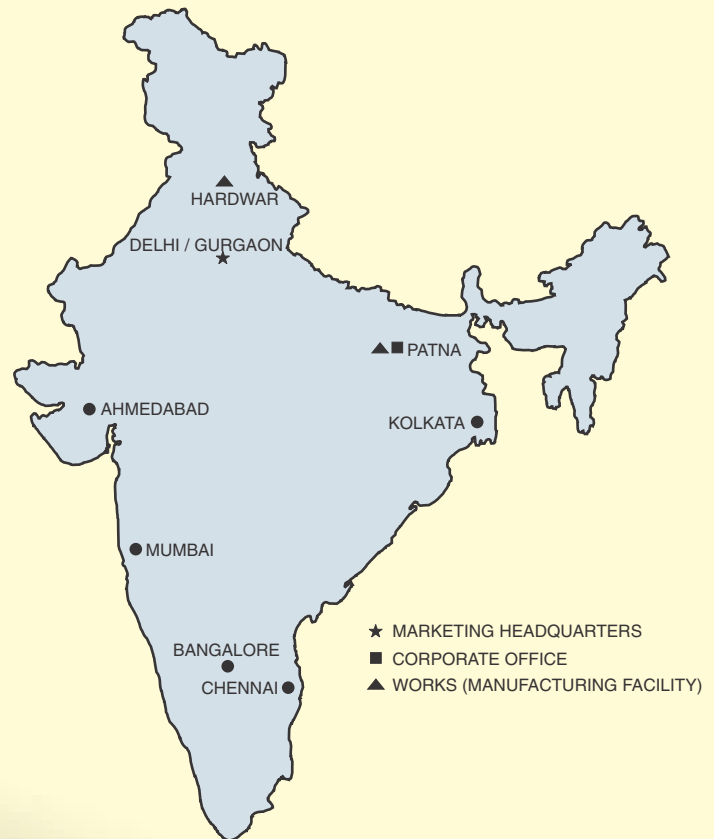 HARDWAR
DELHI / GURGAON
PATNA
AHMEDABAD
KOLKATA
MUMBAI
MARKETING HEADQUARTERS
BANGALORE
CORPORATE OFFICE
CHENNAI
WORKS (MANUFACTURING FACILITY)